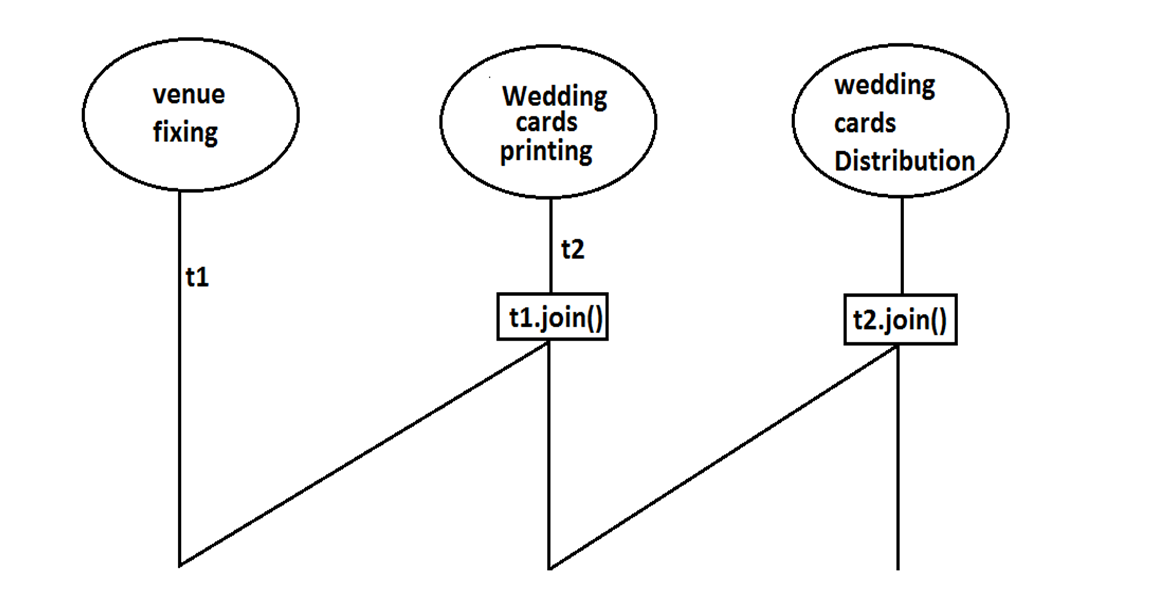 venue
fixing
Wedding
cards
printing
wedding
cards
Distribution
t1
t2
t1.join()
t2.join()